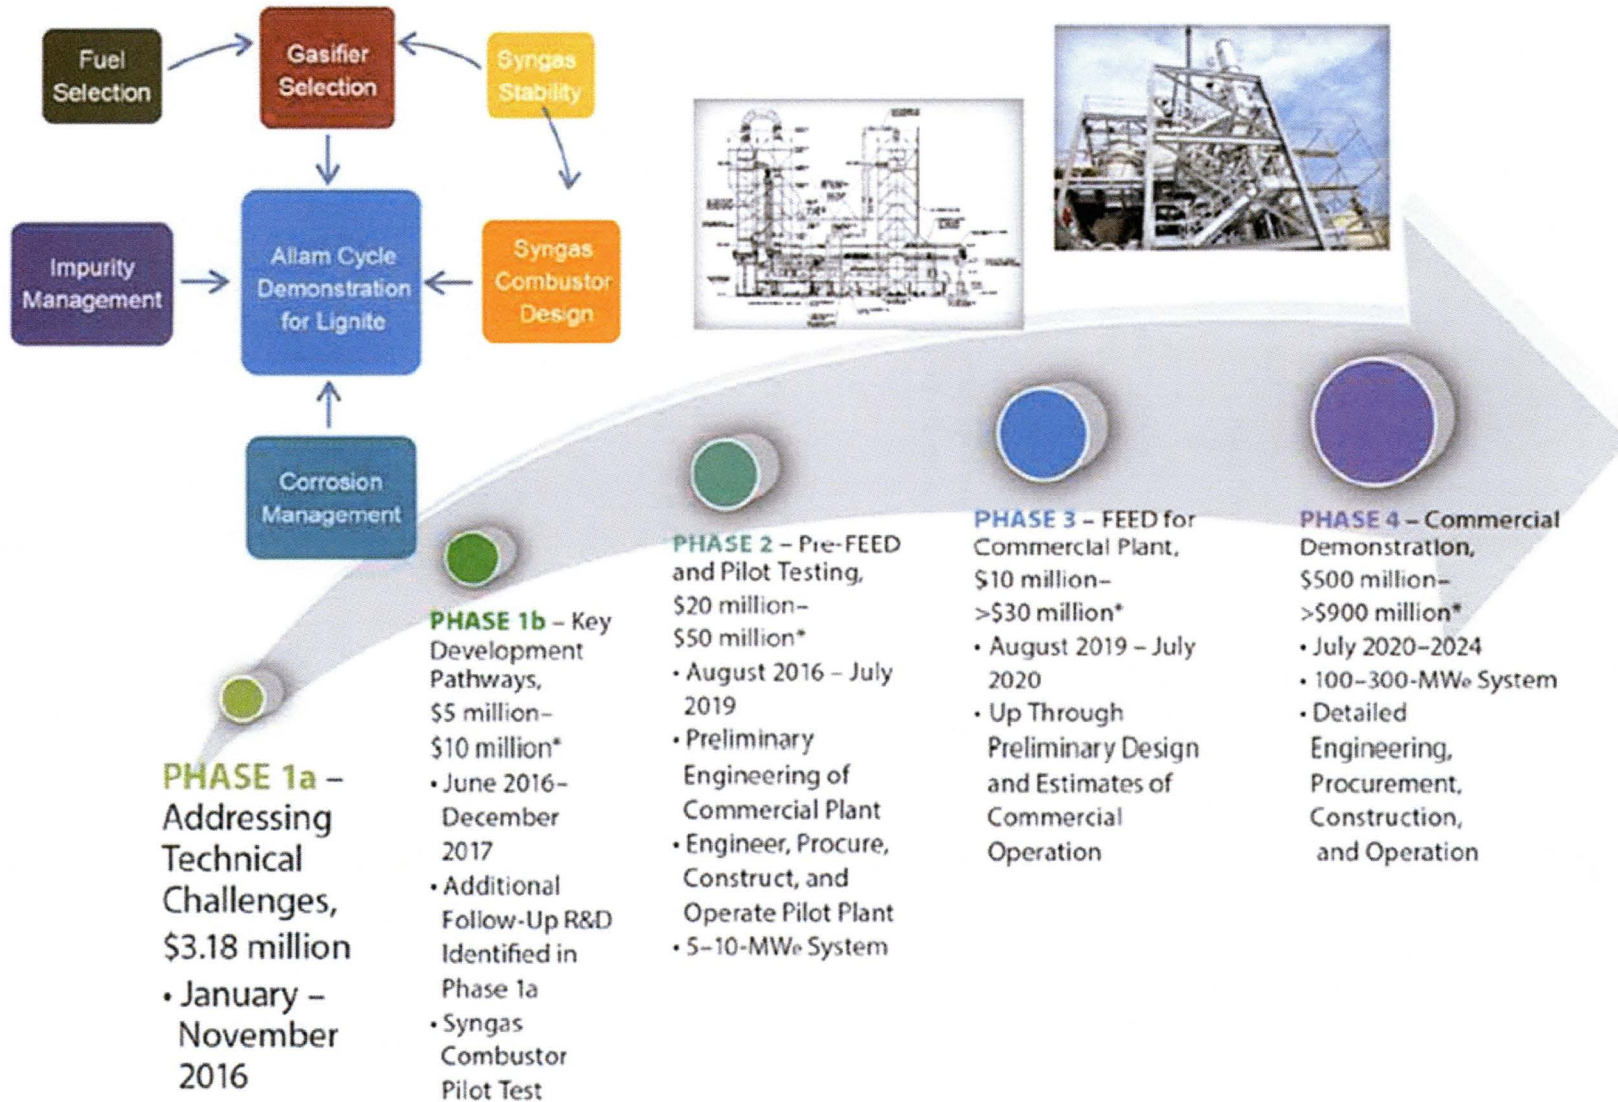 Fuel
Selection
Gasifier
Selection
Syngas
Stability
Impurity
Management
Allam Cycle
Demonstration
for Lignite
Syngas
Combustor
Design
Corrosion
Management
PHASE 1a –
Addressing
Technical
Challenges,
$3.18 million
• January –
November
2016
PHASE 1b – Key
Development
Pathways,
$5 million–
$10 million*
• June 2016–
December
2017
• Additional
Follow-Up R&D
Identified in
Phase 1a
• Syngas
Combustor
Pilot Test
PHASE 2 – Pre-FEED
and Pilot Testing,
$20 million–
$50 million*
• August 2016 – July
2019
• Preliminary
Engineering of
Commercial Plant
• Engineer, Procure,
Construct, and
Operate Pilot Plant
• 5–10-MWe System
PHASE 3 – FEED for
Commercial Plant,
$10 million–
>$30 million*
• August 2019 – July
2020
• Up Through
Preliminary Design
and Estimates of
Commercial
Operation
PHASE 4 – Commercial
Demonstration,
$500 million–
>$900 million*
• July 2020–2024
• 100–300-MWe System
• Detailed
Engineering,
Procurement,
Construction,
and Operation